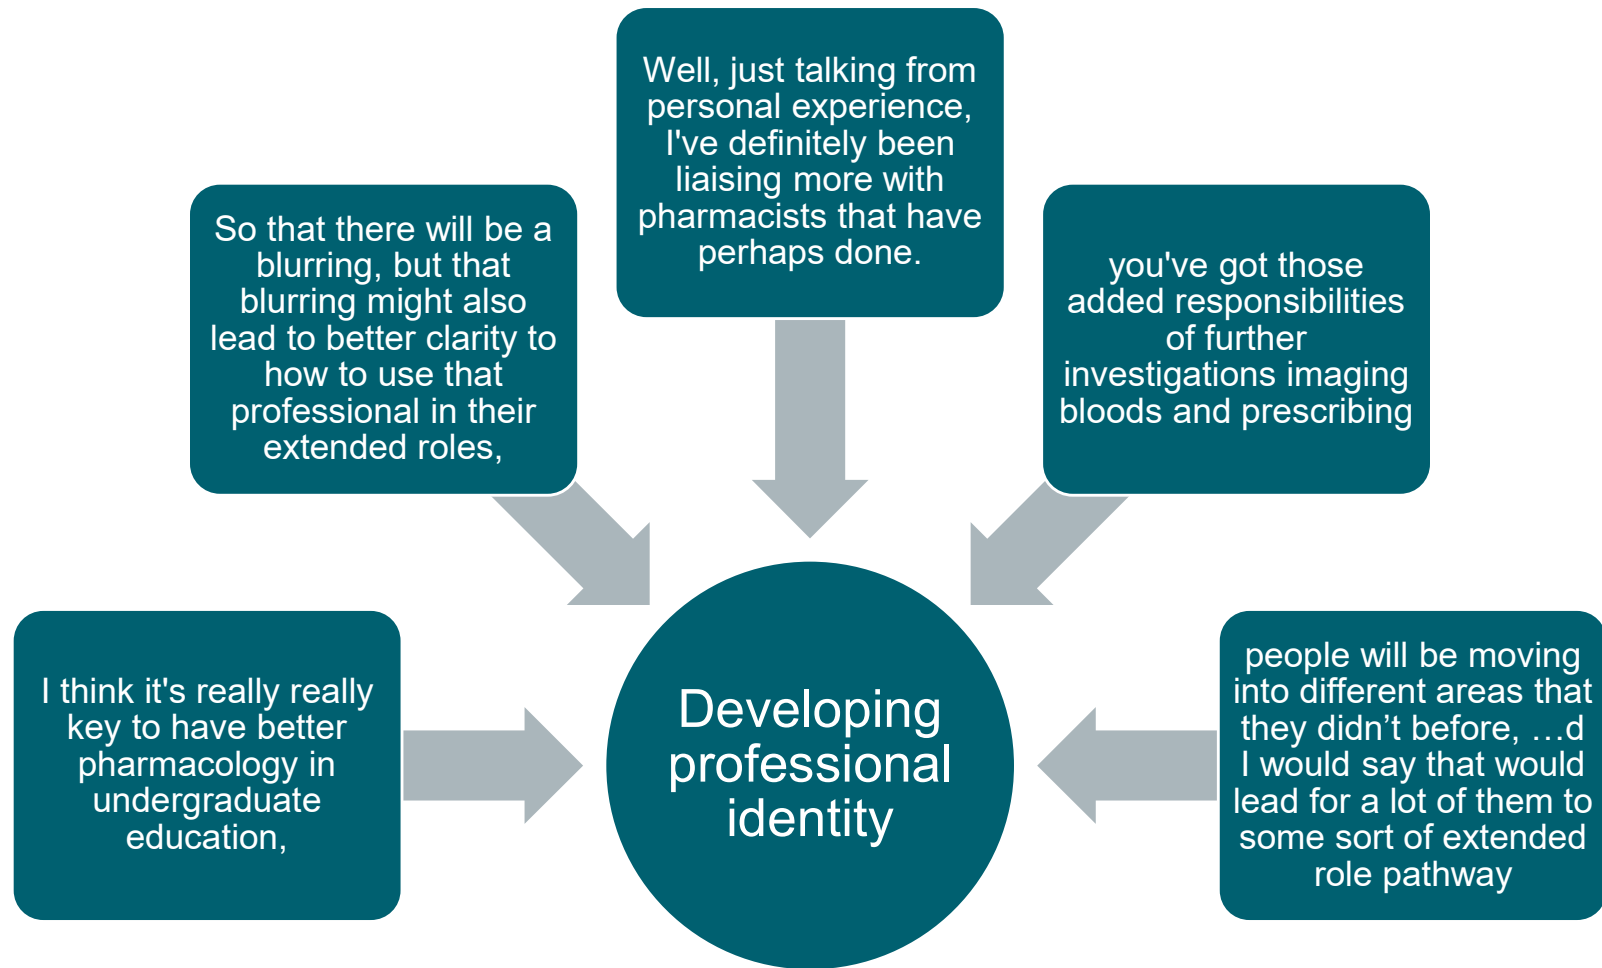 I think it's really really
key to have better
pharmacology in
undergraduate
education,
So that there will be a
blurring, but that
blurring might also
lead to better clarity to
how to use that
professional in their
extended roles,
Well, just talking from
personal experience,
I've definitely been
liaising more with
pharmacists that have
perhaps done.
you've got those
added responsibilities
of further
investigations imaging
bloods and prescribing
people will be moving
into different areas that
they didn’t before, …d
I would say that would
lead for a lot of them to
some sort of extended
role pathway
Developing
professional
identity